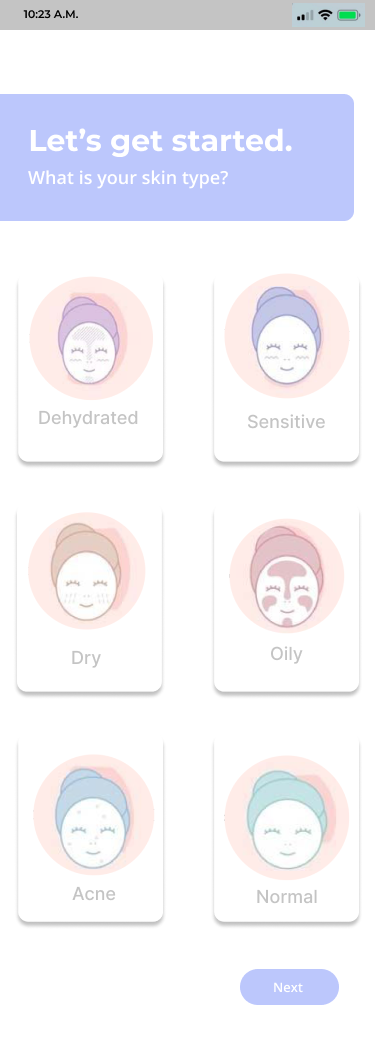 10:23 A.M.
Let's get started.
What is your skin type?
Dehydrated
Sensitive
Dry
Oily
Acne
Normal
Next